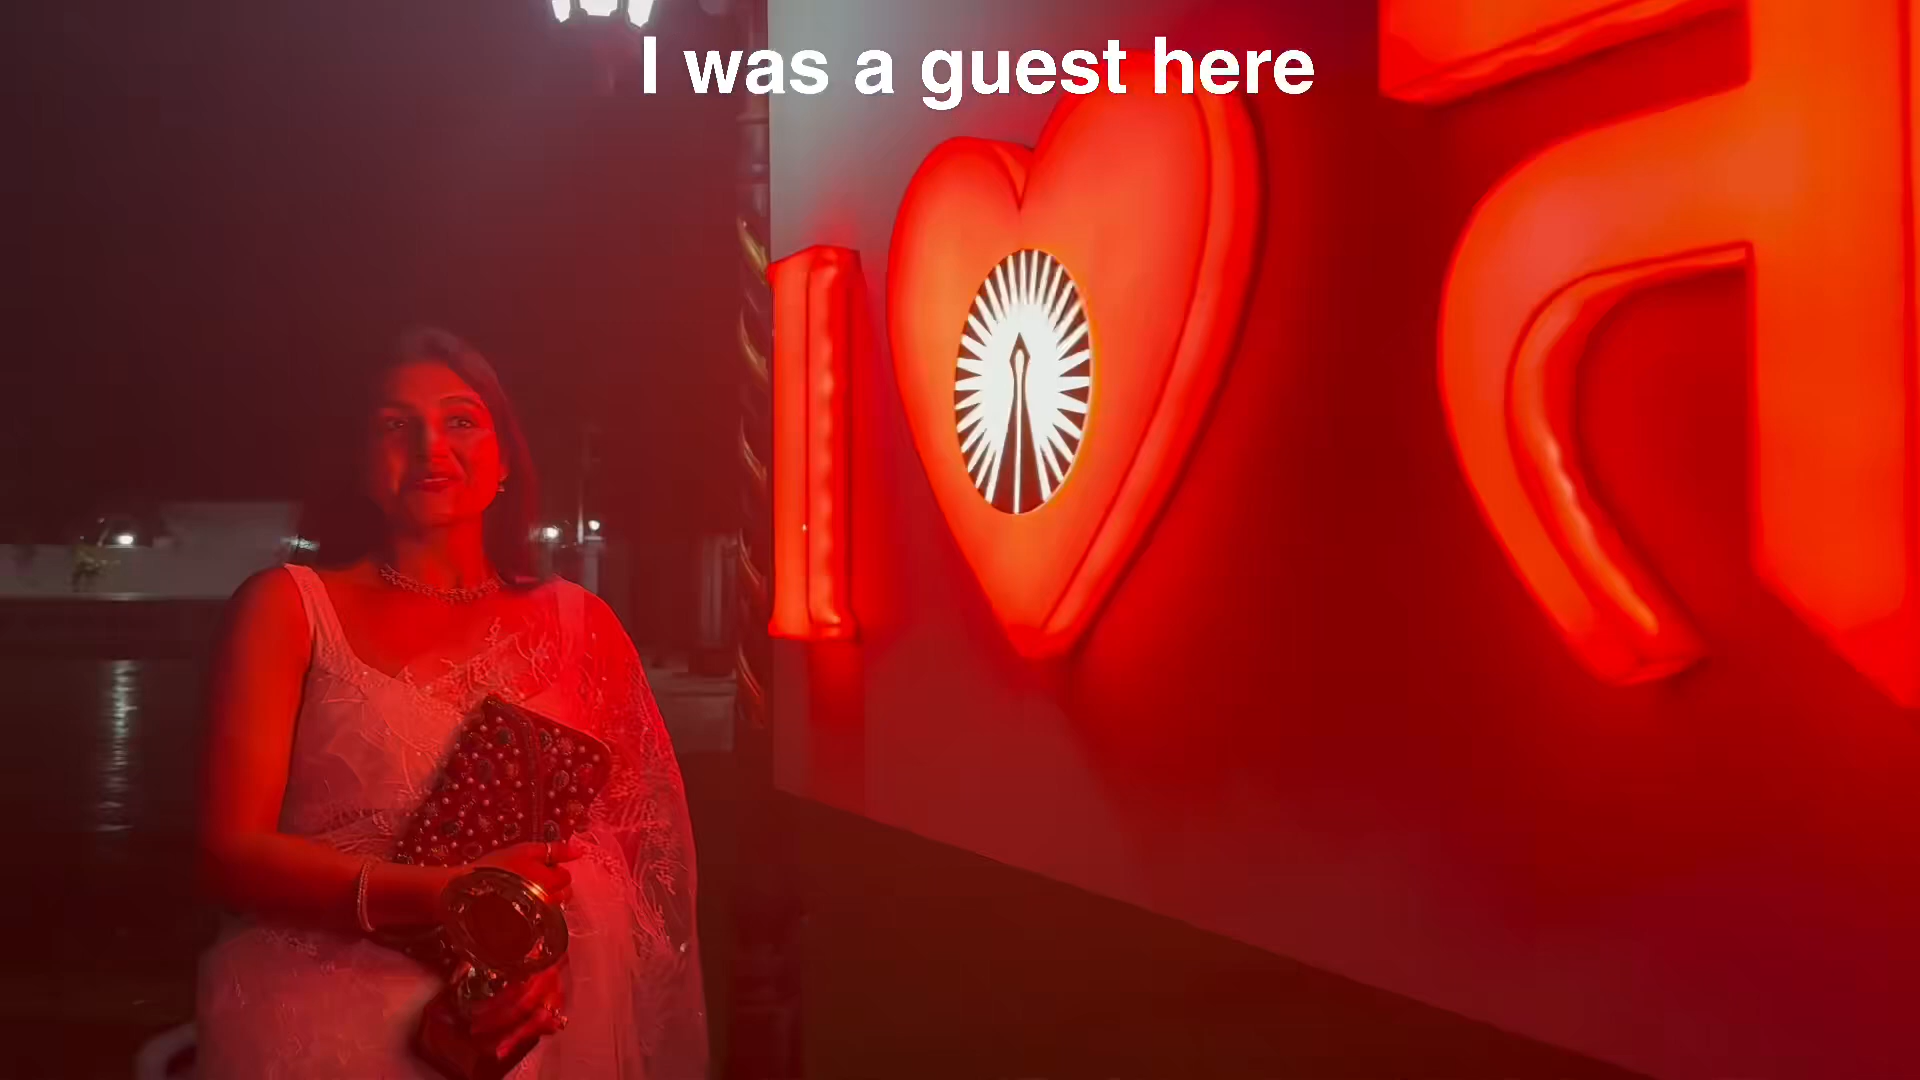 I was a guest here
I
त